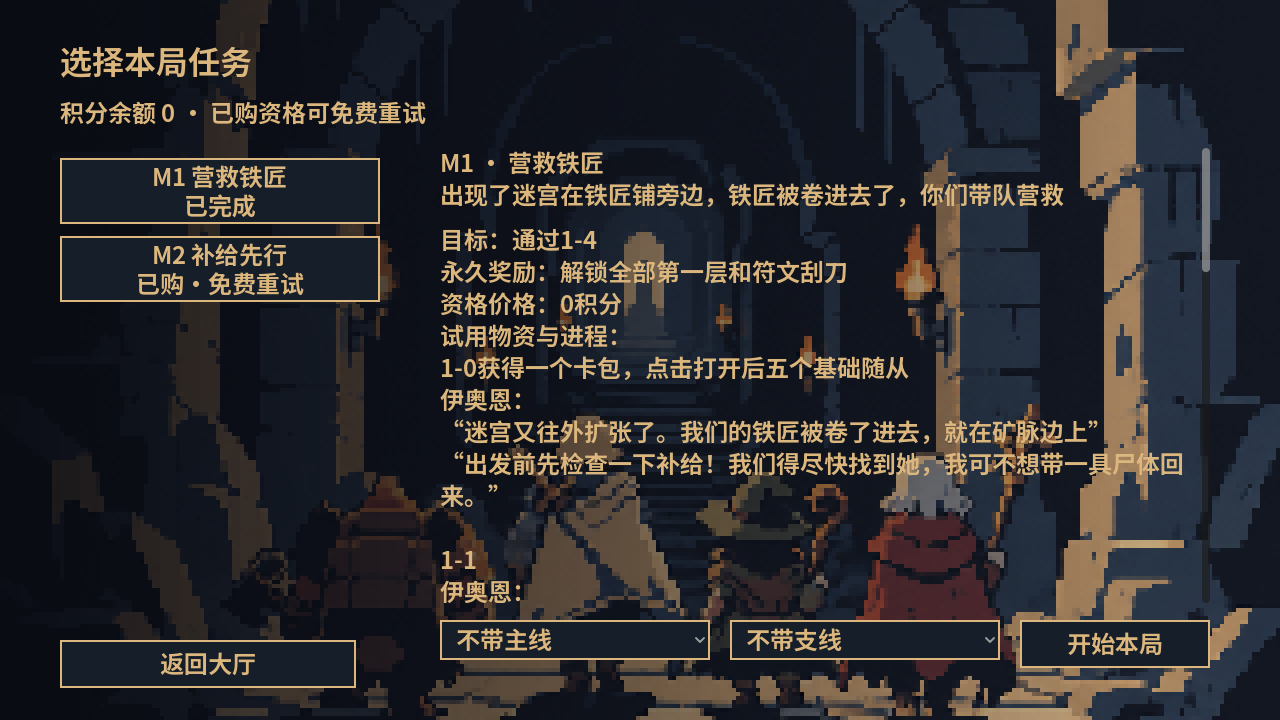 选择本局任务
积分余额 0 · 已购资格可免费重试
M1 营救铁匠
已完成
M2 补给先行
已购·免费重试
M1 · 营救铁匠
出现了迷宫在铁匠铺旁边，铁匠被卷进去了，你们带队营救
目标：通过1-4
永久奖励：解锁全部第一层和符文刮刀
资格价格：0积分
试用物资与进程：
1-0获得一个卡包，点击打开后五个基础随从
伊奥恩：
“迷宫又往外扩张了。我们的铁匠被卷了进去，就在矿脉边上”
“出发前先检查一下补给！我们得尽快找到她，我可不想带一具尸体回
来。”
1-1
伊奥恩：
不带主线
不带支线
开始本局
返回大厅